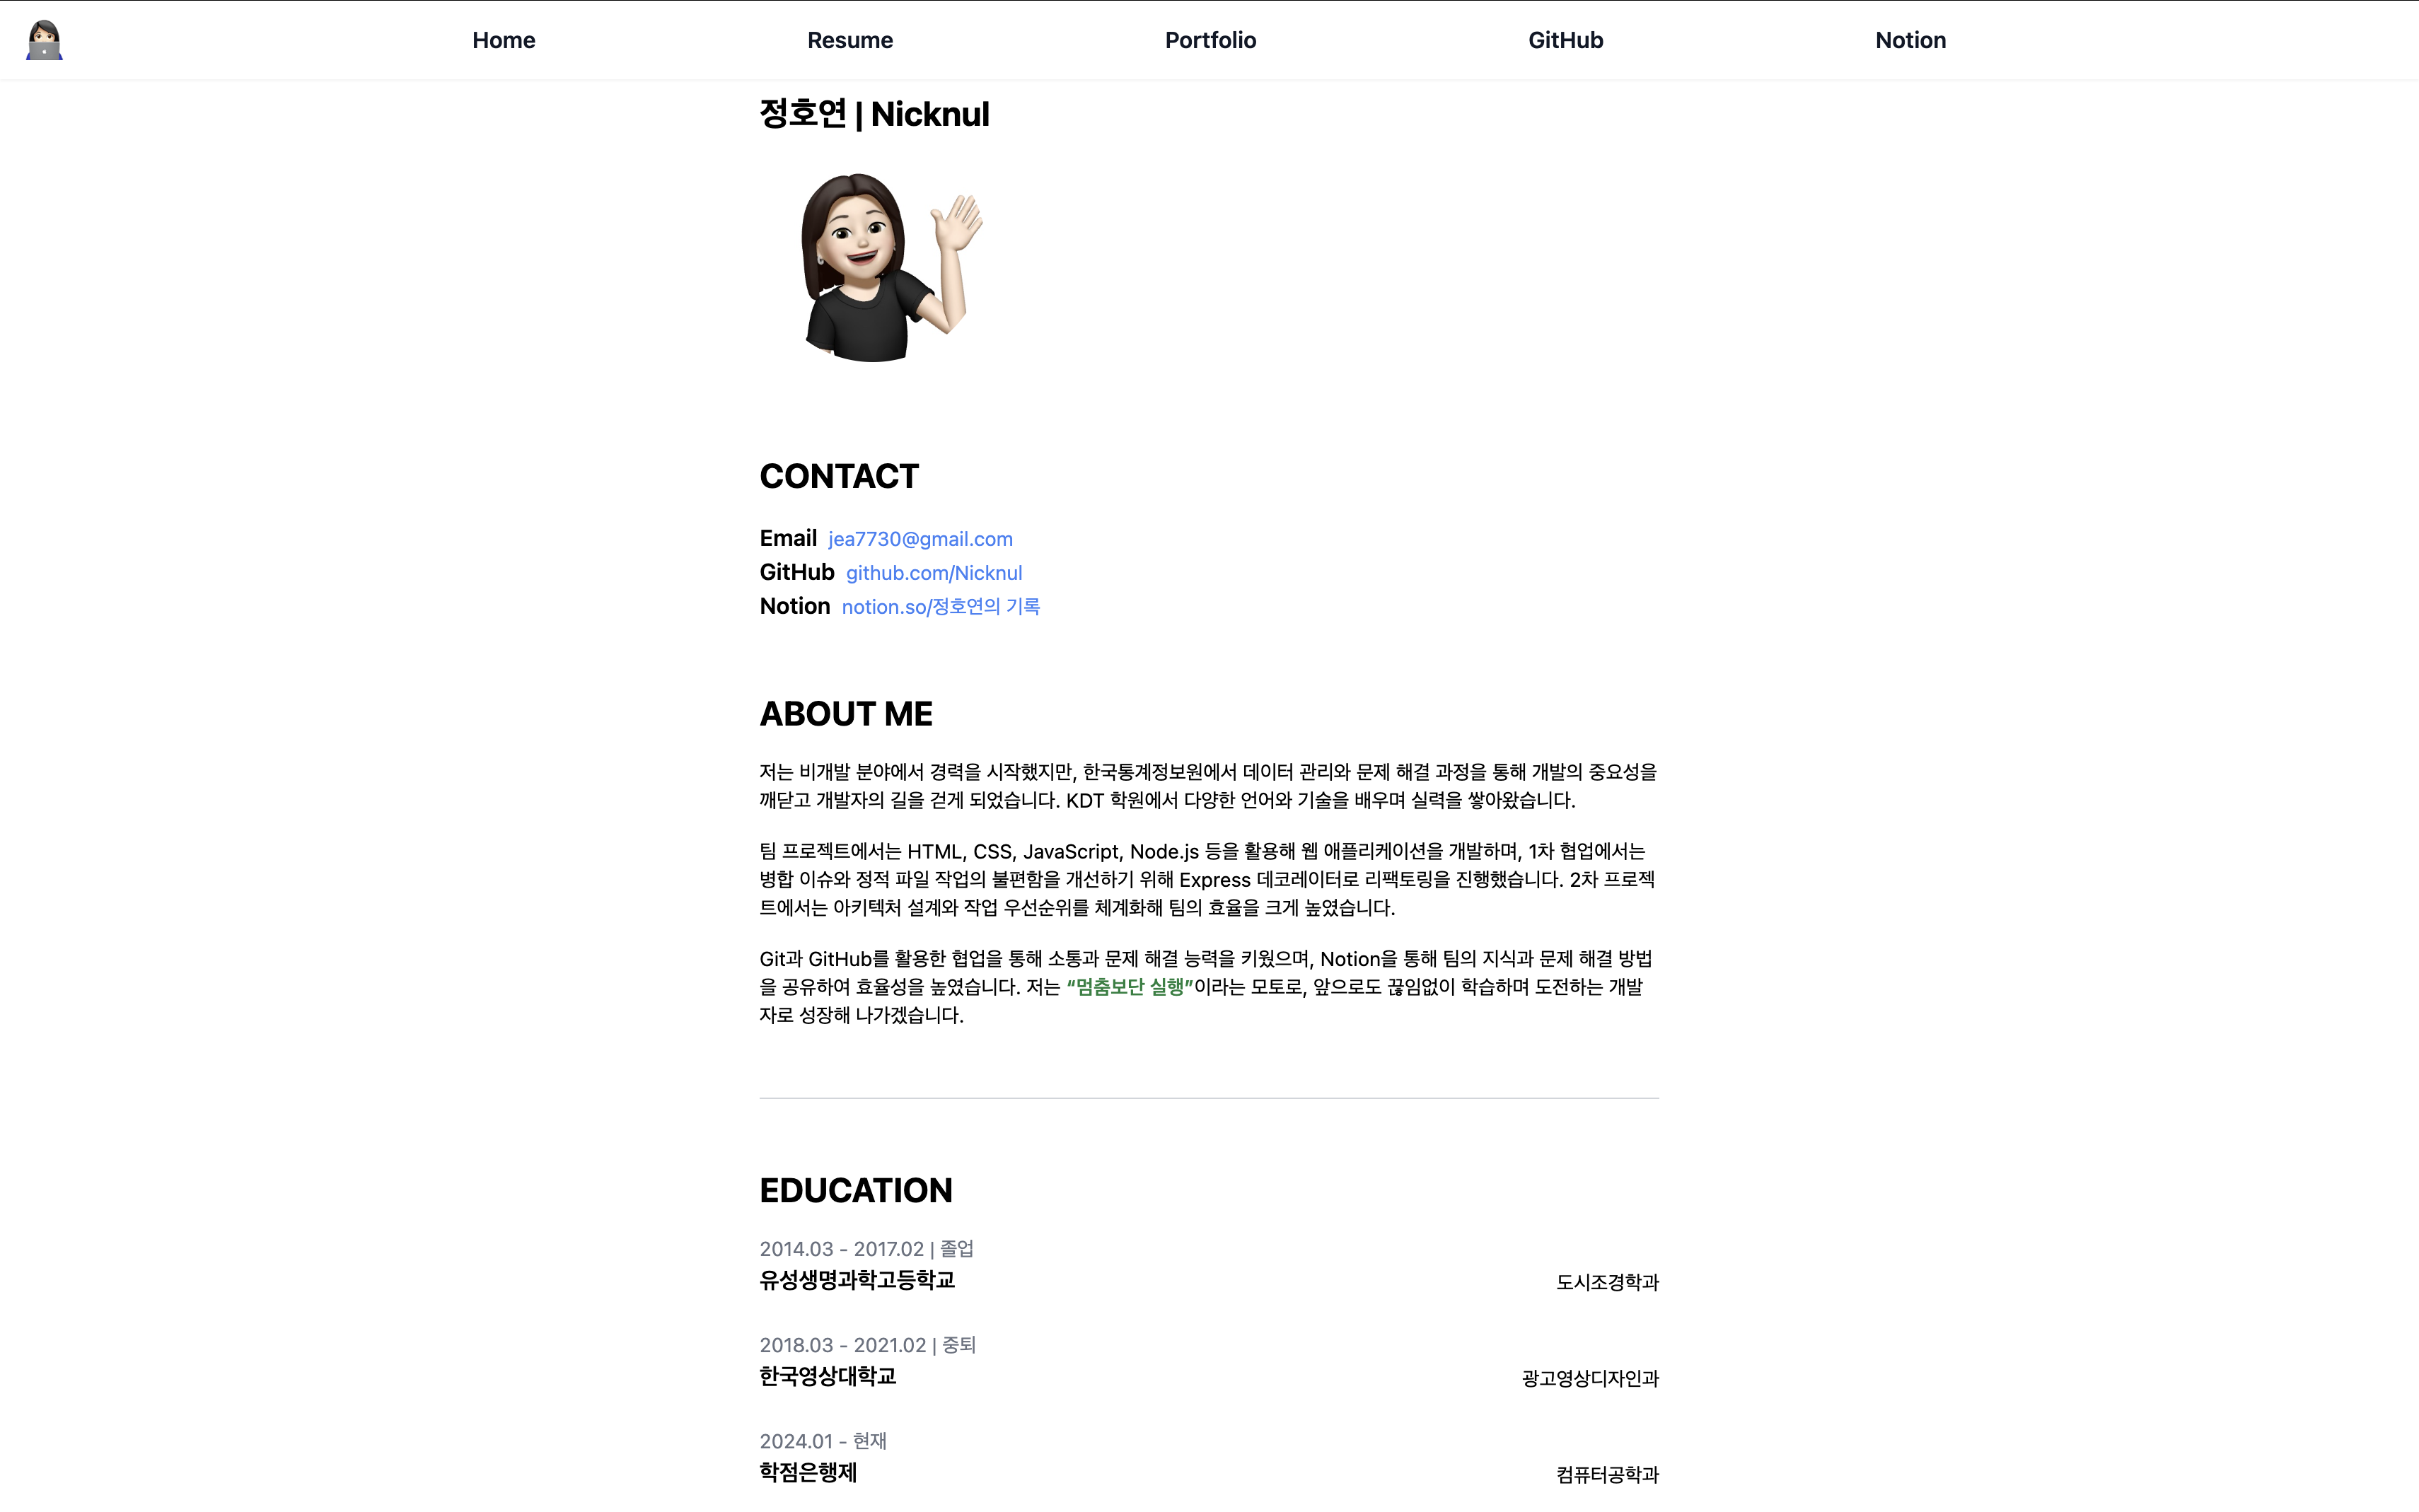 Home Resume Portfolio GitHub Notion
정호연 | Nicknul
CONTACT
Email jea7730@gmail.com
GitHub github.com/Nicknul
Notion notion.so/정호연의 기록
ABOUT ME
저는 비개발 분야에서 경력을 시작했지만, 한국통계정보원에서 데이터 관리와 문제 해결 과정을 통해 개발의 중요성을
깨닫고 개발자의 길을 걷게 되었습니다. KDT 학원에서 다양한 언어와 기술을 배우며 실력을 쌓아왔습니다.
팀 프로젝트에서는 HTML, CSS, JavaScript, Node.js 등을 활용해 웹 애플리케이션을 개발하며, 1차 협업에서는
병합 이슈와 정적 파일 작업의 불편함을 개선하기 위해 Express 데코레이터로 리팩토링을 진행했습니다. 2차 프로젝
트에서는 아키텍처 설계와 작업 우선순위를 체계화해 팀의 효율을 크게 높였습니다.
Git과 GitHub를 활용한 협업을 통해 소통과 문제 해결 능력을 키웠으며, Notion을 통해 팀의 지식과 문제 해결 방법
을 공유하여 효율성을 높였습니다. 저는 “멈춤보단 실행”이라는 모토로, 앞으로도 끊임없이 학습하며 도전하는 개발
자로 성장해 나가겠습니다.
EDUCATION
2014.03 - 2017.02 | 졸업
유성생명과학고등학교 도시조경학과
2018.03 - 2021.02 | 중퇴
한국영상대학교 광고영상디자인과
2024.01 - 현재
학점은행제 컴퓨터공학과